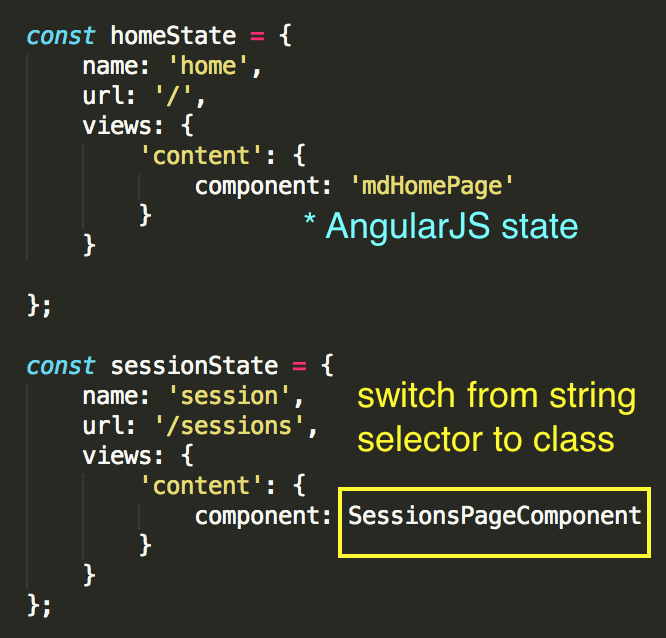 const homeState = {
    name: 'home',
    url: '/',
    views: {
        'content': {
            component: 'mdHomePage'
        }
* AngularJS state
    }
};
const sessionState = {
    name: 'session',
switch from string
    url: '/sessions',
selector to class
    views: {
        'content': {
            component: SessionsPageComponent
        }
    }
};